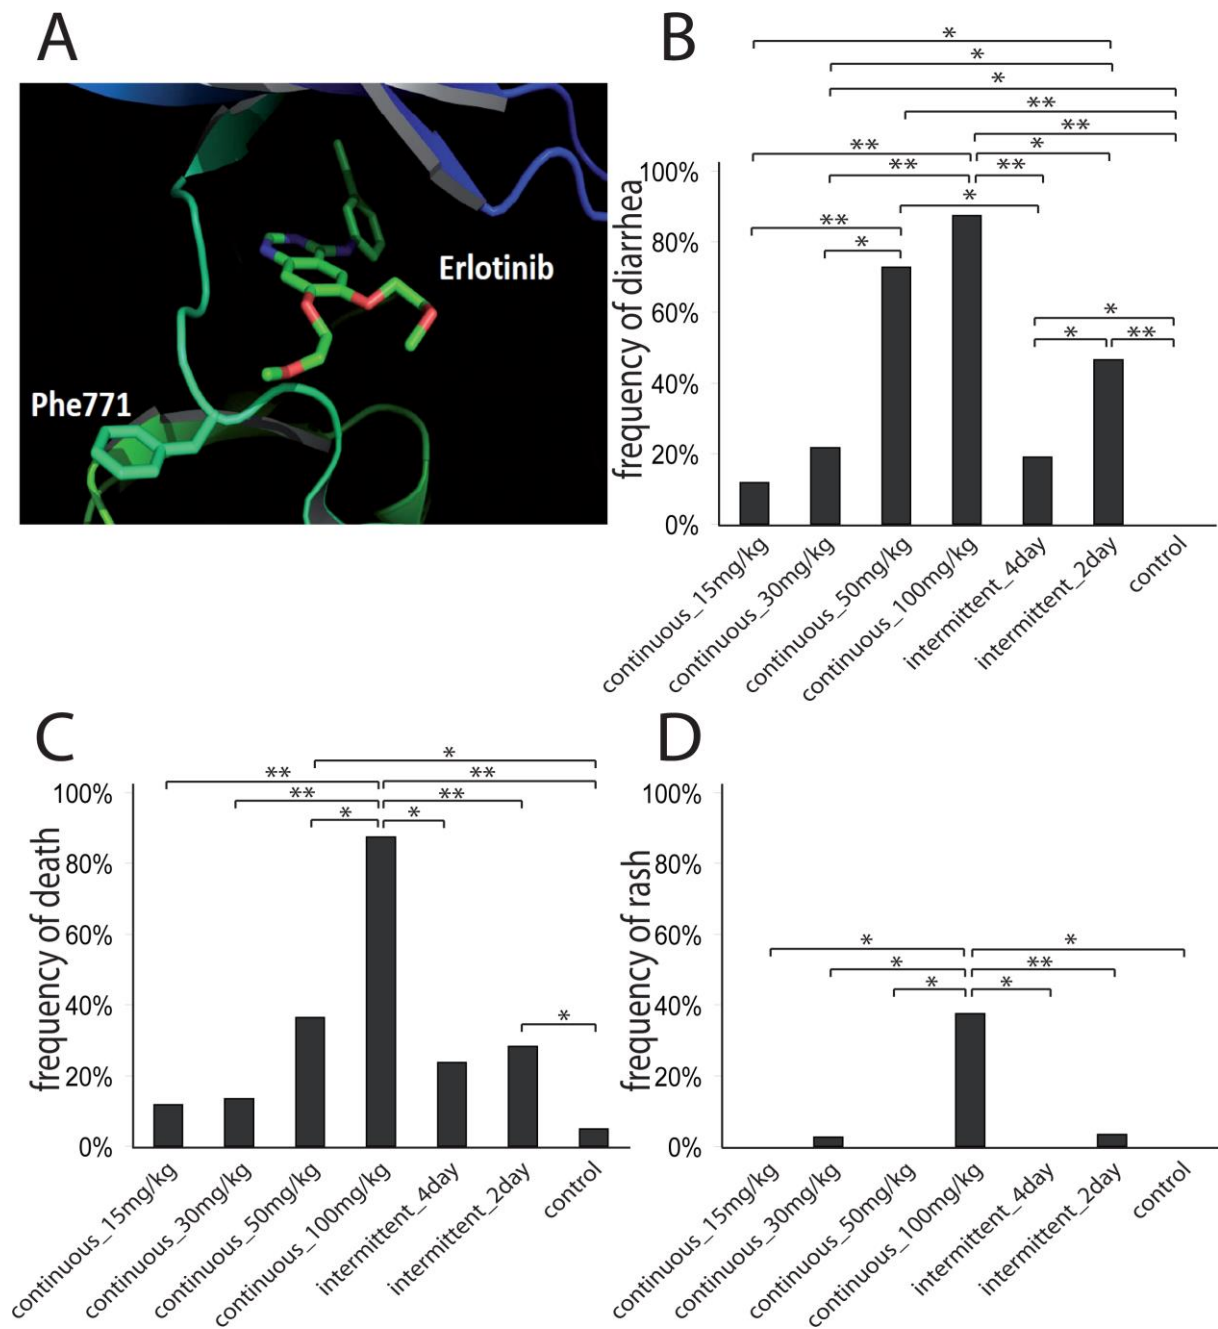 A
Erlotinib
Phe771
B
*
*
*
**
**
**
*
**
**
*
**
*
*
*
**
frequency of diarrhea
100%
80%
60%
40%
20%
0%
continuous_15mg/kg
continuous_30mg/kg
continuous_50mg/kg
continuous_100mg/kg
intermittent_4day
intermittent_2day
control
C
*
**
**
**
**
*
*
*
frequency of death
100%
80%
60%
40%
20%
0%
continuous_15mg/kg
continuous_30mg/kg
continuous_50mg/kg
continuous_100mg/kg
intermittent_4day
intermittent_2day
control
D
*
*
*
**
*
*
frequency of rash
100%
80%
60%
40%
20%
0%
continuous_15mg/kg
continuous_30mg/kg
continuous_50mg/kg
continuous_100mg/kg
intermittent_4day
intermittent_2day
control